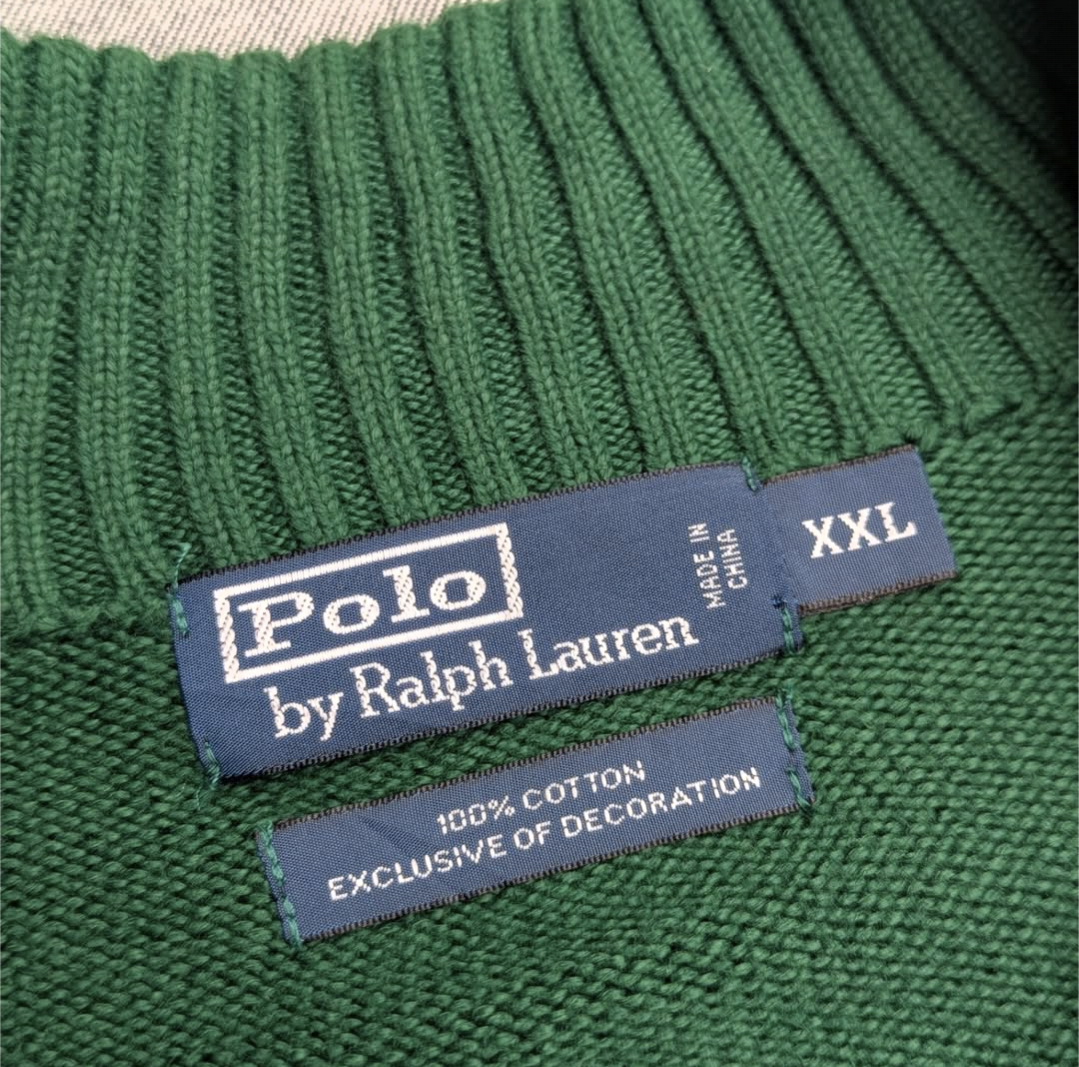 Polo
by Ralph Lauren
MADE IN
CHINA
XXL
100% COTTON
EXCLUSIVE OF DECORATION